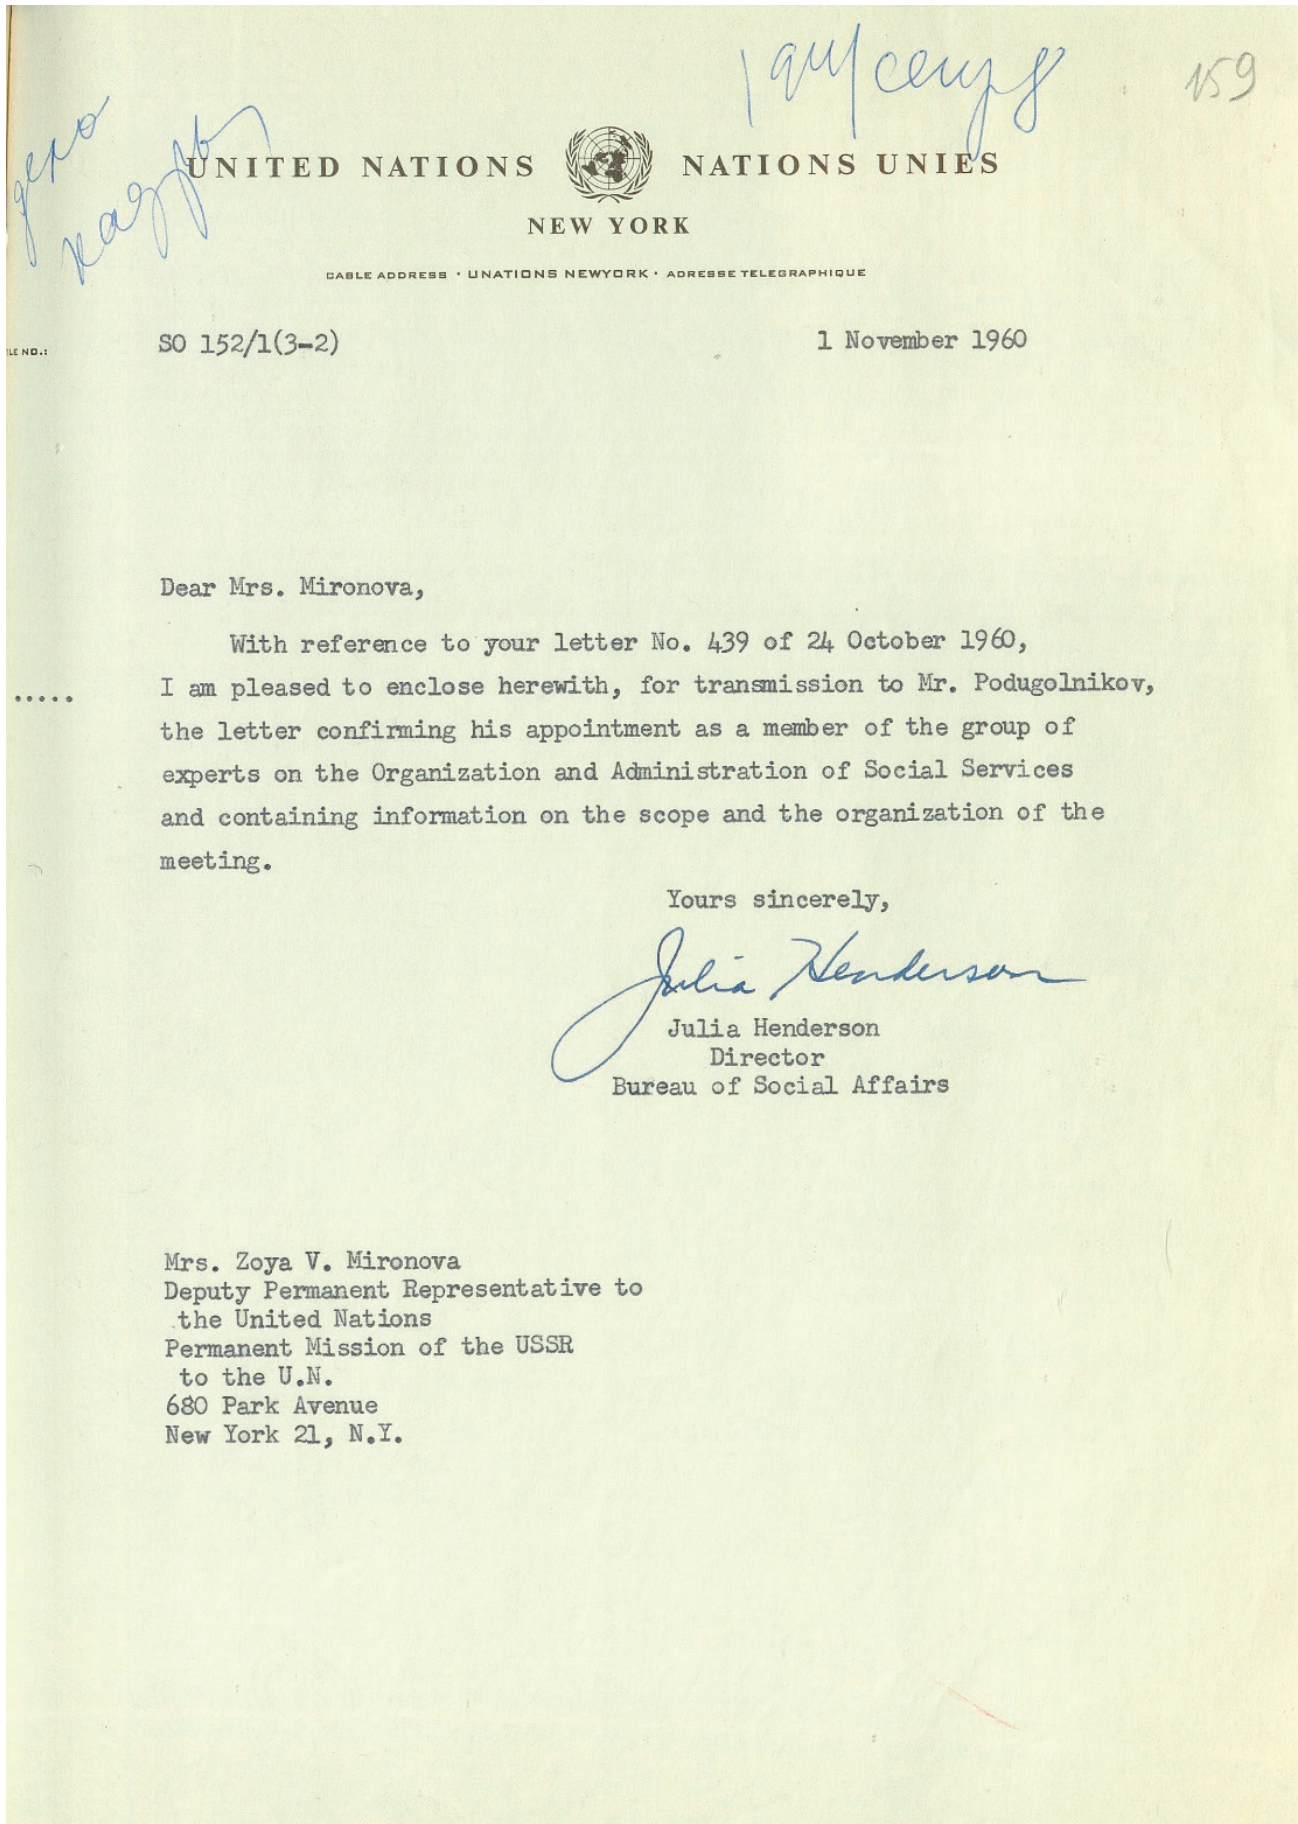 159
дело
UNITED NATIONS NATIONS UNIES
NEW YORK
CABLE ADDRESS · UNATIONS NEWYORK · ADRESSE TELEGRAPHIQUE
LE NO.: SO 152/1(3-2) 1 November 1960
Dear Mrs. Mironova,
With reference to your letter No. 439 of 24 October 1960,
..... I am pleased to enclose herewith, for transmission to Mr. Podugolnikov,
the letter confirming his appointment as a member of the group of
experts on the Organization and Administration of Social Services
and containing information on the scope and the organization of the
meeting.
Yours sincerely,
Julia Henderson
Julia Henderson
Director
Bureau of Social Affairs
Mrs. Zoya V. Mironova
Deputy Permanent Representative to
the United Nations
Permanent Mission of the USSR
to the U.N.
680 Park Avenue
New York 21, N.Y.